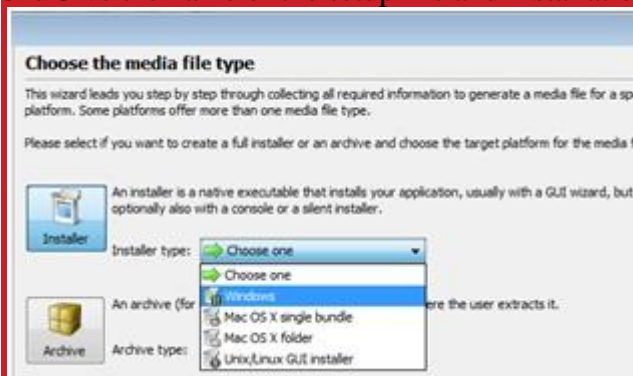 Choose the media file type
This wizard leads you step by step through collecting all required information to generate a media file for a
platform. Some platforms offer more than one media file type.
Please select if you want to create a full installer or an archive and choose the target platform for the media
An installer is a native executable that installs your application, usually with a GUI wizard, but
optionally also with a console or a silent installer.
Installer
Installer type: Choose one
Choose one
Windows
An archive (for ere the user extracts it.
Mac OS X single bundle
Mac OS X folder
Archive
Archive type:
Unix/Linux GUI installer